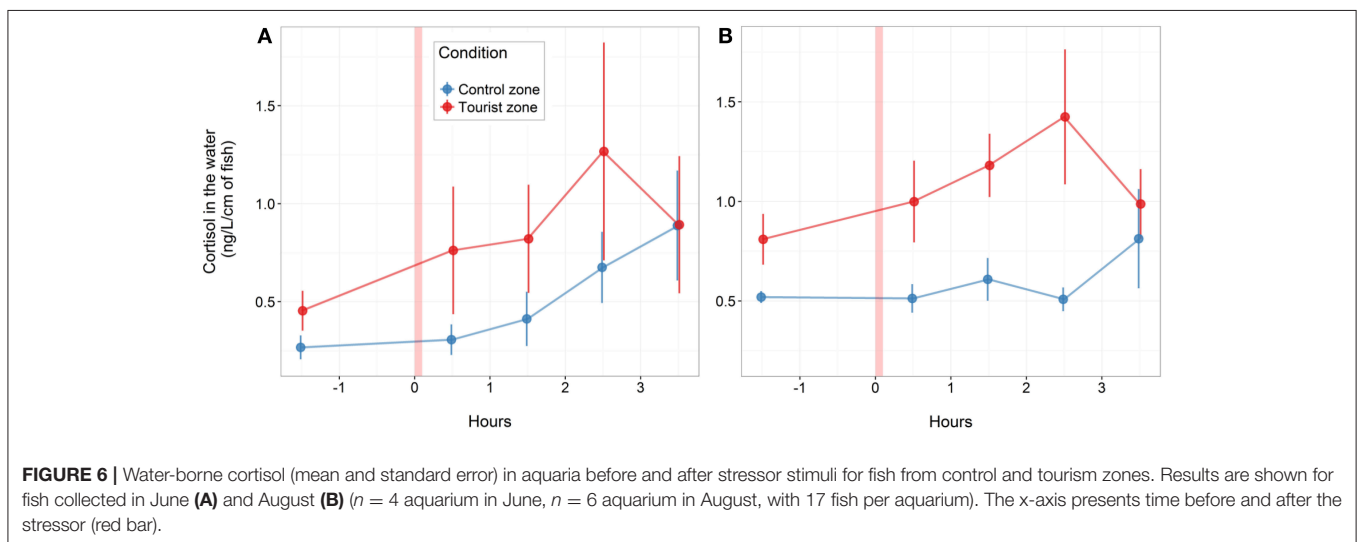 A
Condition
Control zone
Tourist zone
B
Cortisol in the water
(ng/L/cm of fish)
1.5
1.0
0.5
-1 0 1 2 3
Hours
1.5
1.0
0.5
-1 0 1 2 3
Hours
FIGURE 6 | Water-borne cortisol (mean and standard error) in aquaria before and after stressor stimuli for fish from control and tourism zones. Results are shown for
fish collected in June (A) and August (B) (n = 4 aquarium in June, n = 6 aquarium in August, with 17 fish per aquarium). The x-axis presents time before and after the
stressor (red bar).